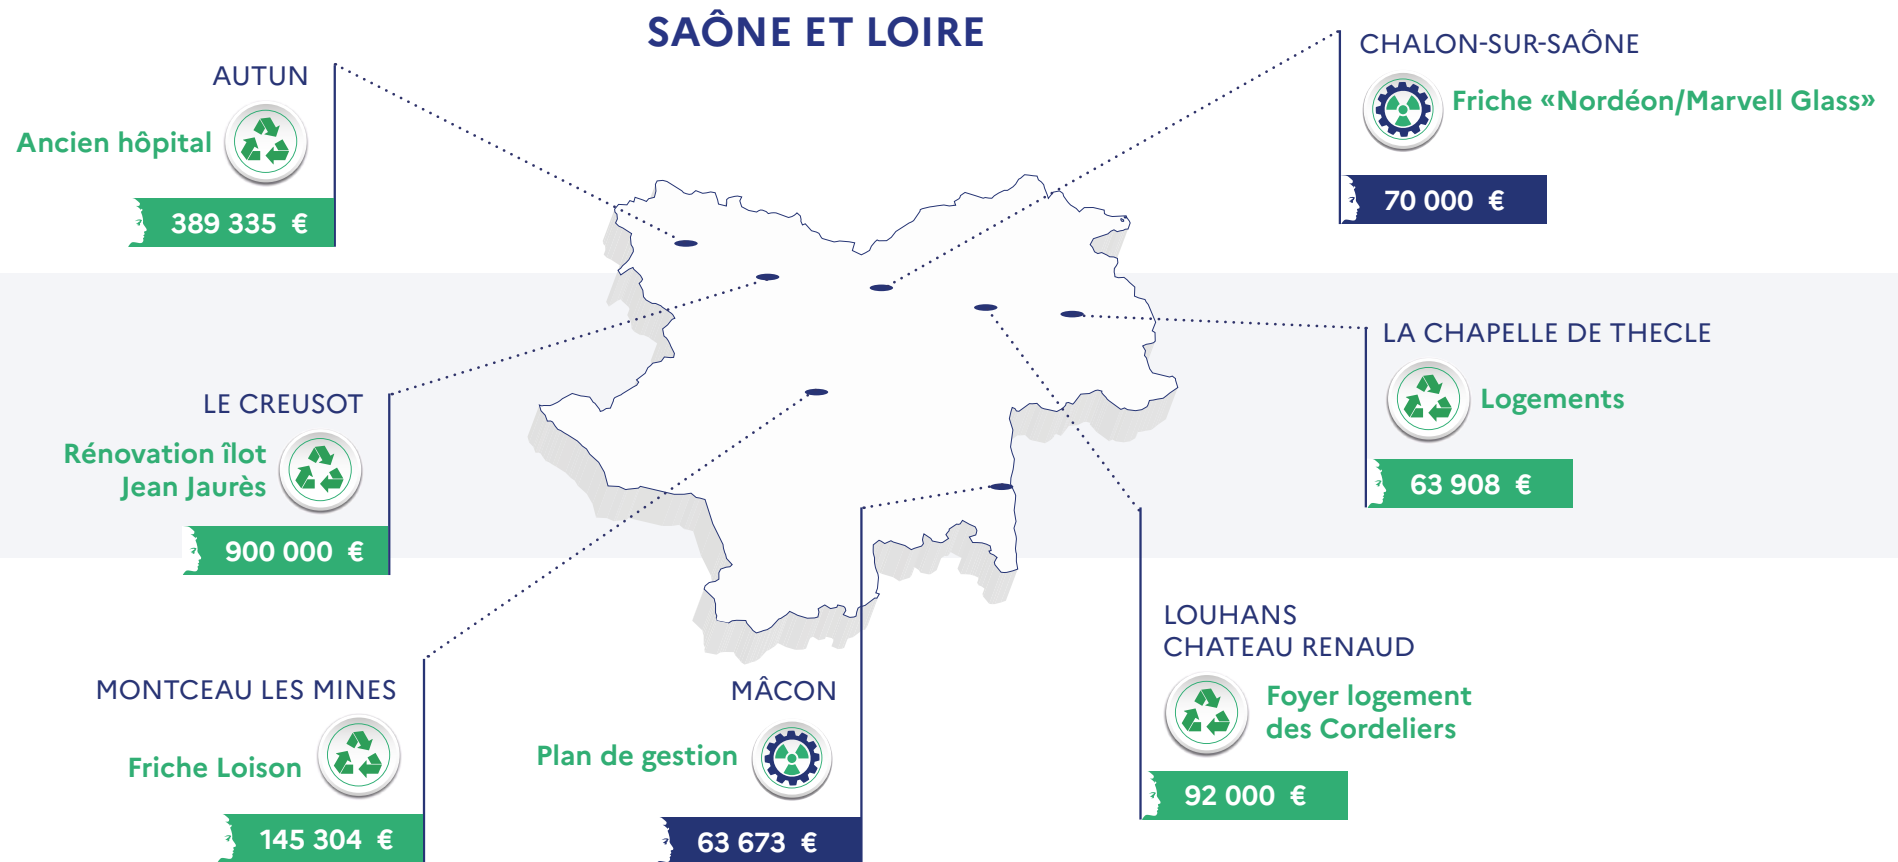 SAÔNE ET LOIRE
AUTUN
Ancien hôpital
389 335 €
CHALON-SUR-SAÔNE
Friche «Nordéon/Marvell Glass»
70 000 €
LE CREUSOT
Rénovation îlot
Jean Jaurès
900 000 €
LA CHAPELLE DE THECLE
Logements
63 908 €
MONTCEAU LES MINES
Friche Loison
145 304 €
MÂCON
Plan de gestion
63 673 €
LOUHANS
CHATEAU RENAUD
Foyer logement
des Cordeliers
92 000 €